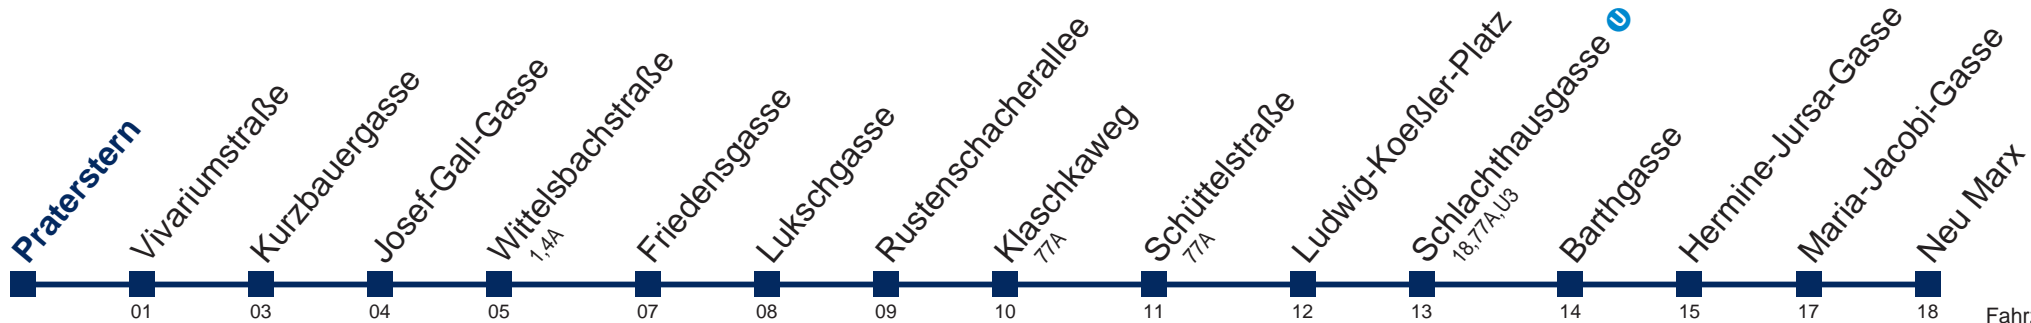 Praterstern
Vivariumstraße
Kurzbauergasse
Josef-Gall-Gasse
Wittelsbachstraße
1,4A
Friedensgasse
Lukschgasse
Rustenschacherallee
Klaschkaweg
77A
Schüttelstraße
77A
Ludwig-Koeßler-Platz
Schlachthausgasse U
18,77A,U3
Barthgasse
Hermine-Jursa-Gasse
Maria-Jacobi-Gasse
Neu Marx
01 03 04 05 07 08 09 10 11 12 13 14 15 17 18
Fahr